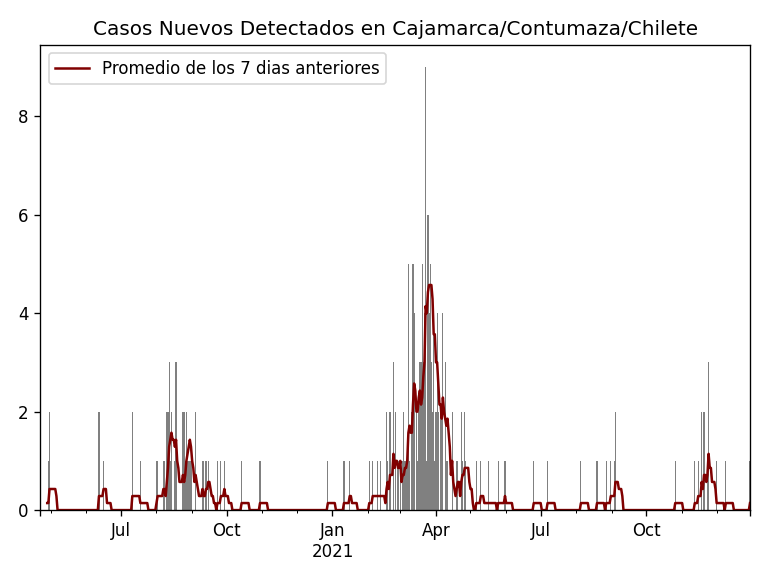 Casos Nuevos Detectados en Cajamarca/Contumaza/Chilete
Promedio de los 7 dias anteriores
8
6
4
2
0
Jul Oct Jan Apr Jul Oct
2021